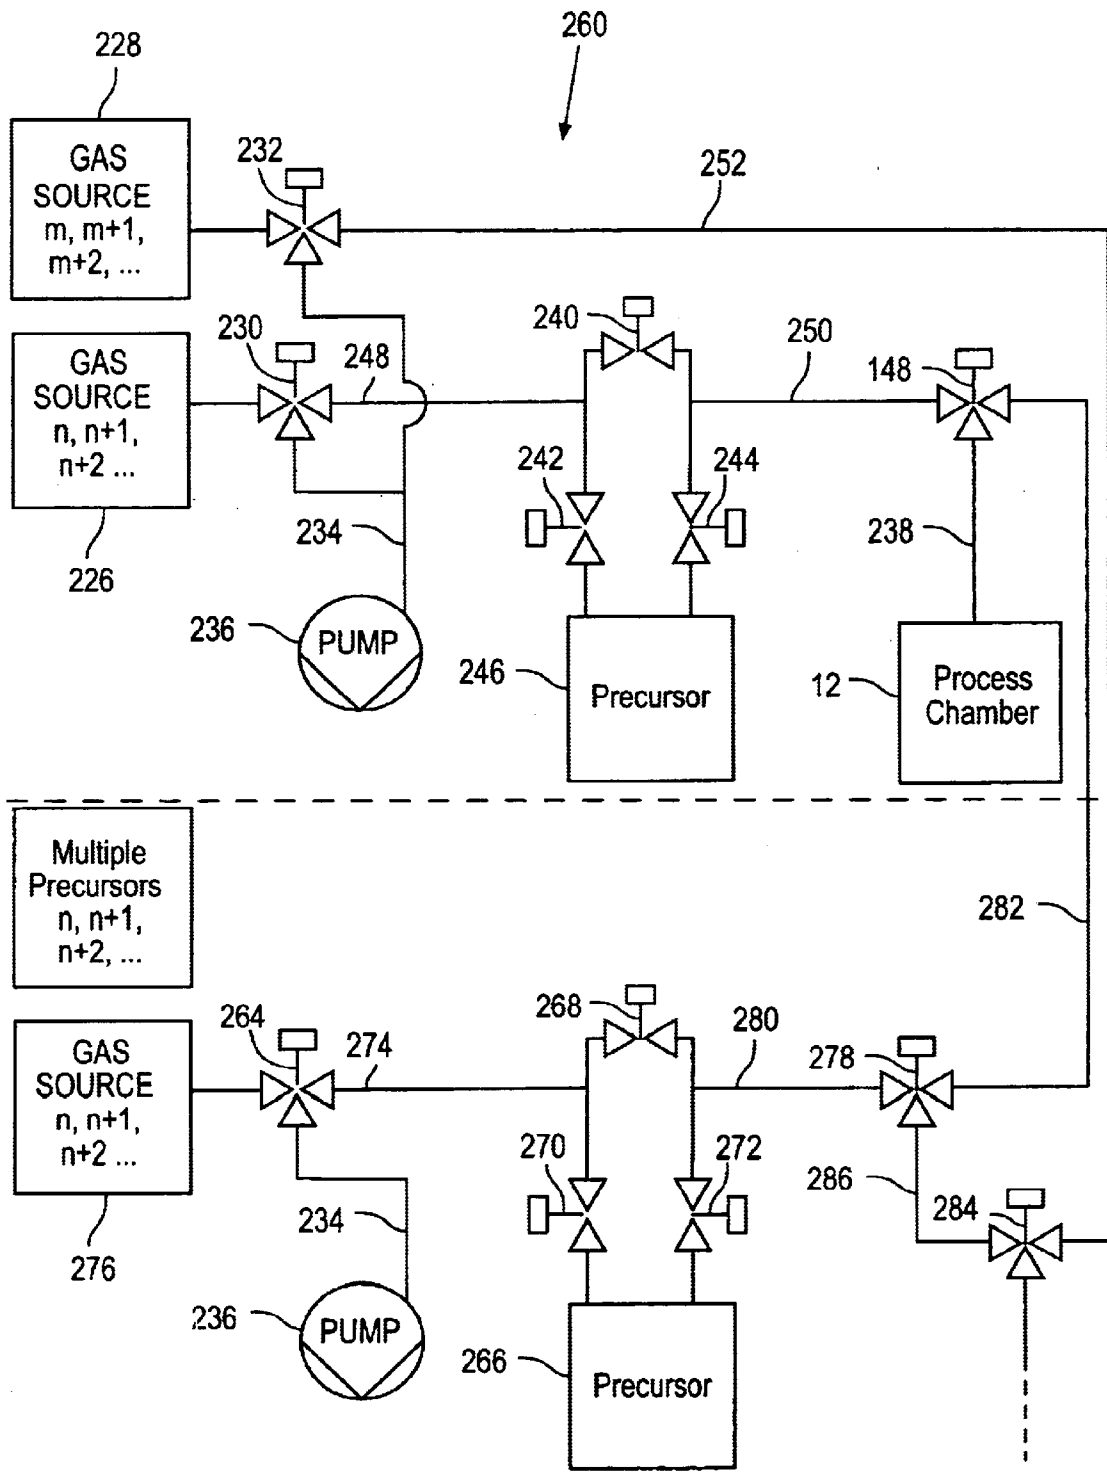 260
228
GAS
SOURCE
m, m+1,
m+2, ...
232
252
GAS
SOURCE
n, n+1,
n+2 ...
230
248
240
250
148
242
244
234
238
226
236
PUMP
246
Precursor
12
Process
Chamber
Multiple
Precursors
n, n+1,
n+2, ...
282
264
274
268
280
278
GAS
SOURCE
n, n+1,
n+2 ...
270
272
286
284
234
276
236
PUMP
266
Precursor